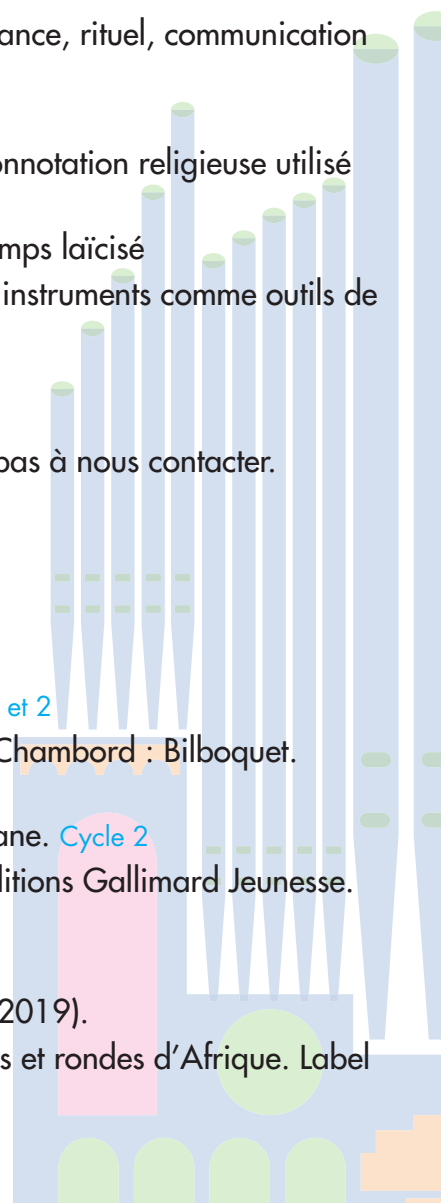 ance, rituel, communication
onnotation religieuse utilisé
mps laïcisé
instruments comme outils de
pas à nous contacter.
et 2
Chambord : Bilboquet.
ane. Cycle 2
ditions Gallimard Jeunesse.
2019).
s et rondes d'Afrique. Label